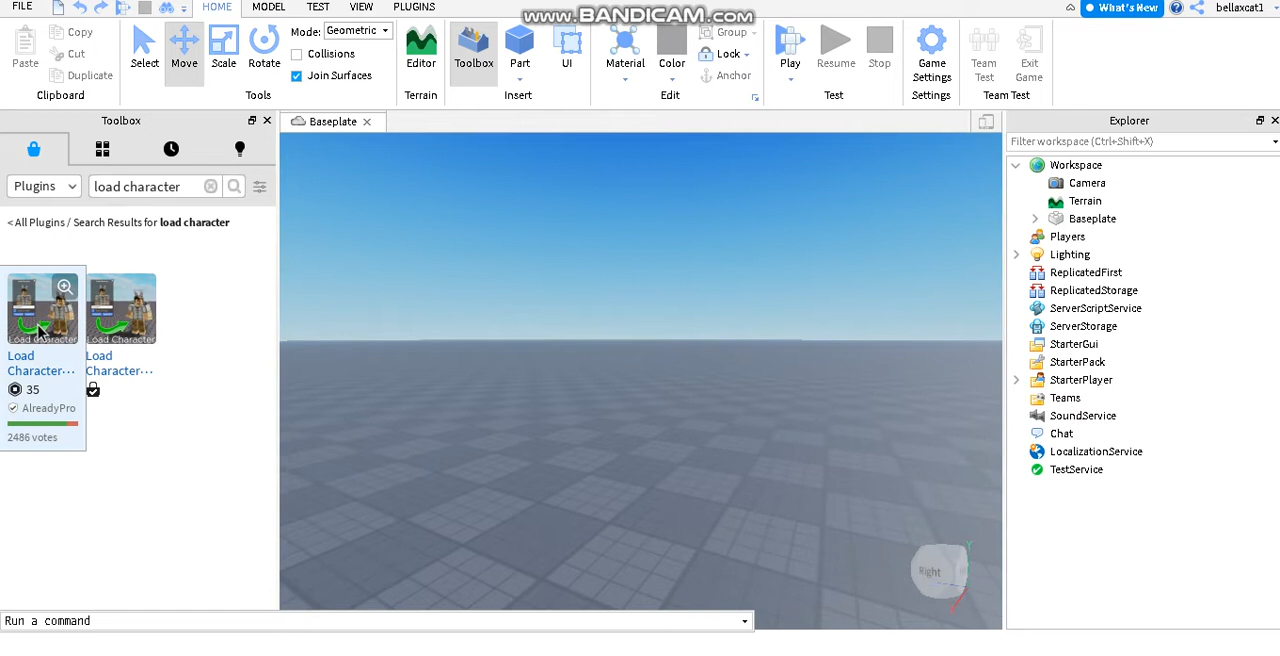 www.BANDICAM.com
FILE HOME MODEL TEST VIEW PLUGINS What's New bellaxcat1
Paste Copy Cut Duplicate Select Move Scale Rotate Mode: Geometric Collisions Join Surfaces Editor Toolbox Part UI Material Color Group Lock Anchor Play Resume Stop Game Settings Team Test Exit Game
Clipboard Tools Terrain Insert Edit Test Settings Team Test
Toolbox
Plugins load character
< All Plugins / Search Results for load character
Load Character
Load
Character...
35
AlreadyPro
2486 votes
Load Character
Load
Character...
Baseplate
Right
Explorer
Filter workspace (Ctrl+Shift+X)
Workspace
Camera
Terrain
Baseplate
Players
Lighting
ReplicatedFirst
ReplicatedStorage
ServerScriptService
ServerStorage
StarterGui
StarterPack
StarterPlayer
Teams
SoundService
Chat
LocalizationService
TestService
Run a command